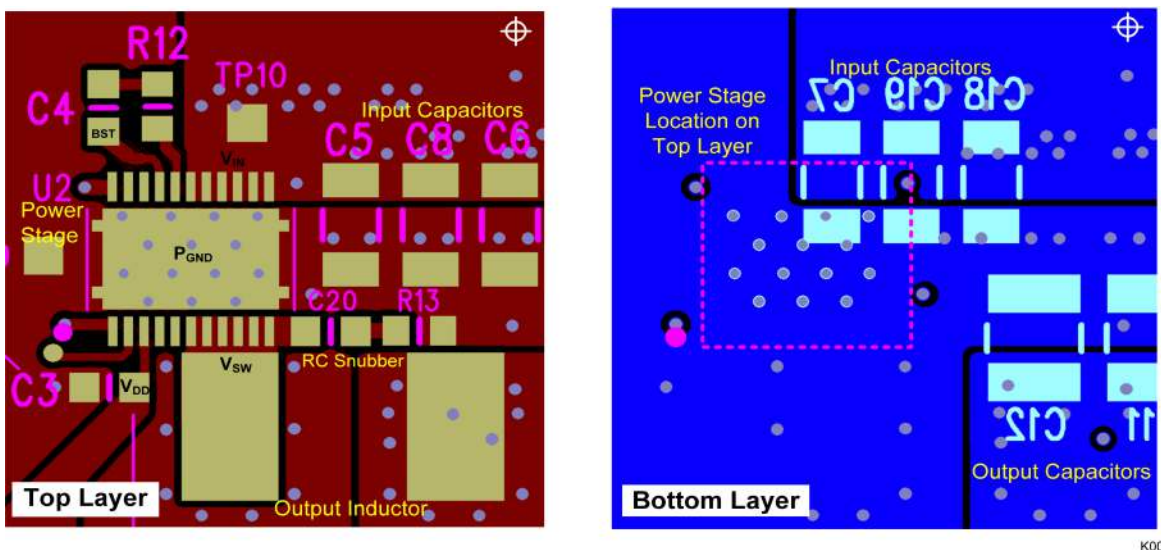 R12
C4
TP10
Input Capacitors
C5
C8
C6
BST
VIN
U2
Power
Stage
PGND
C20
R13
RC Snubber
C3
VDD
VSW
Top Layer
Output Inductor
Input Capacitors
Power Stage
Location on
Top Layer
C7
C19
C18
C12
11
Output Capacitors
Bottom Layer
K00